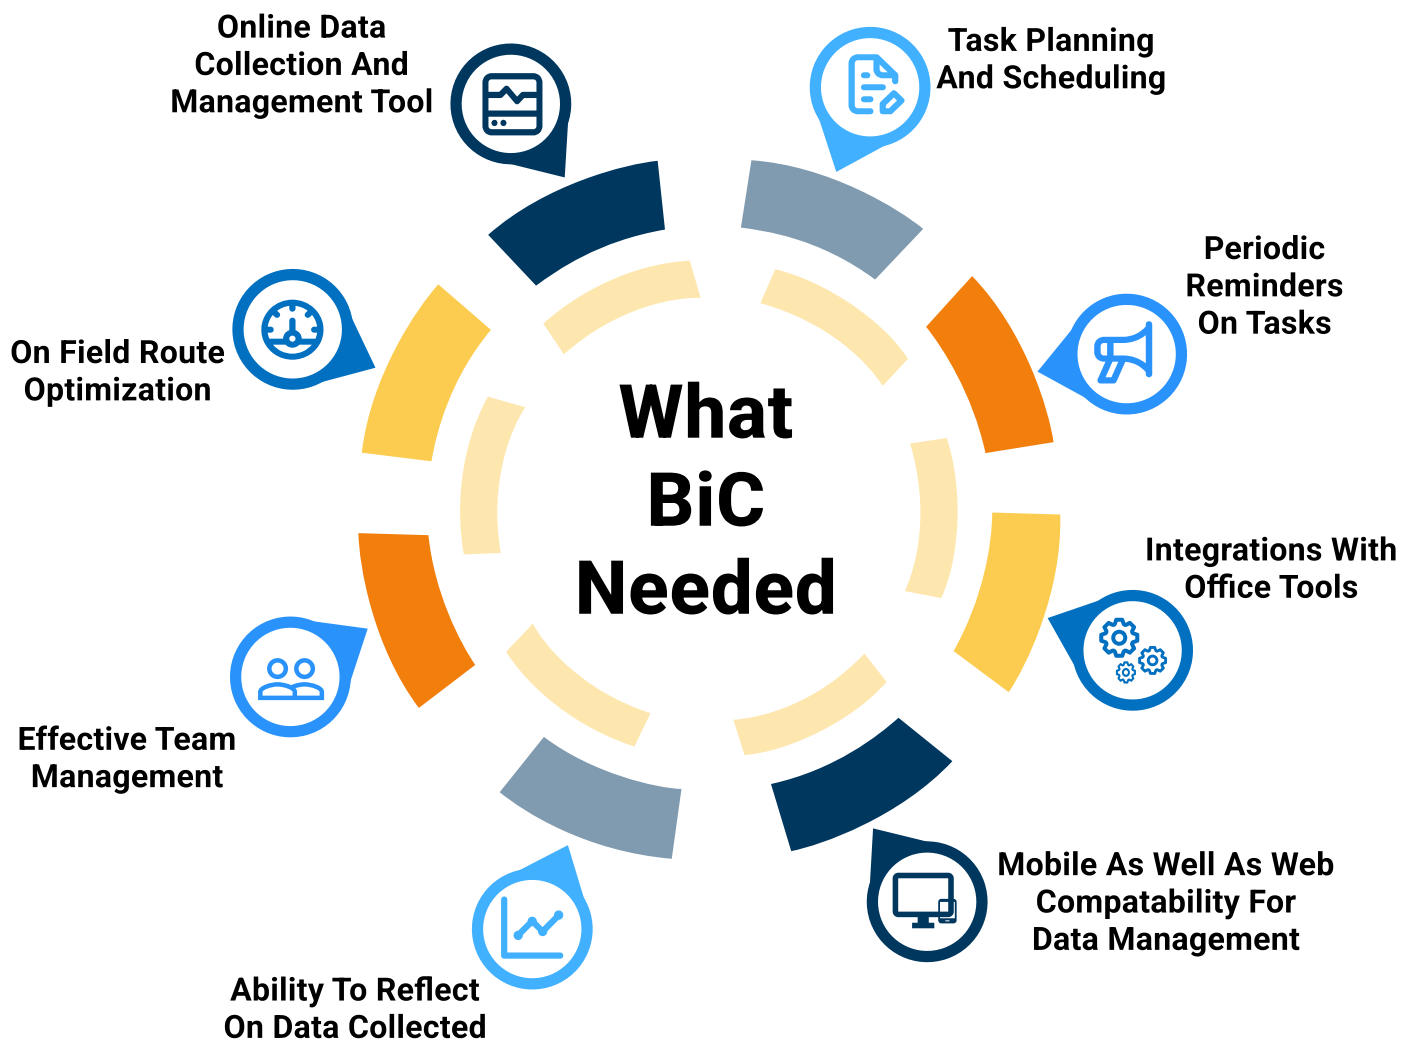 Online Data
Collection And
Management Tool
Task Planning
And Scheduling
Periodic
Reminders
On Tasks
On Field Route
Optimization
What
BiC
Needed
Integrations With
Office Tools
Effective Team
Management
Mobile As Well As Web
Compatability For
Data Management
Ability To Reflect
On Data Collected